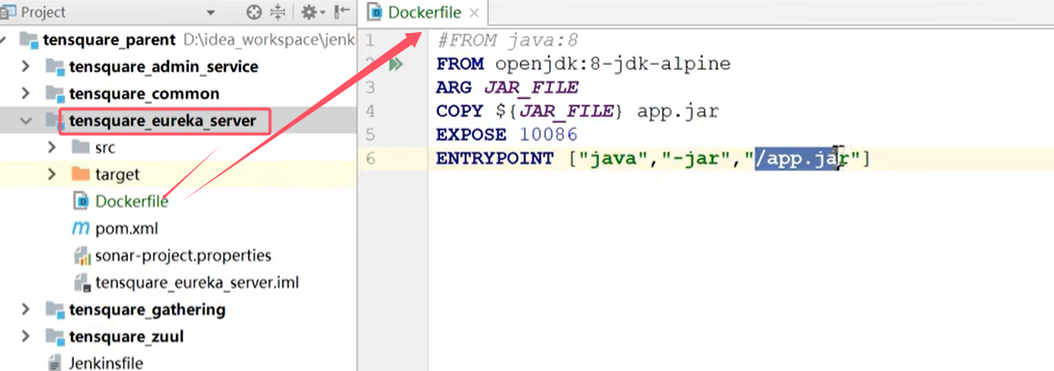 Project
tensquare_parent D:\idea_workspace\jenki
tensquare_admin_service
tensquare_common
tensquare_eureka_server
src
target
Dockerfile
pom.xml
sonar-project.properties
tensquare_eureka_server.iml
tensquare_gathering
tensquare_zuul
Jenkinsfile
Dockerfile
1 #FROM java:8
2 FROM openjdk:8-jdk-alpine
3 ARG JAR_FILE
4 COPY ${JAR_FILE} app.jar
5 EXPOSE 10086
6 ENTRYPOINT ["java","-jar","/app.jar"]